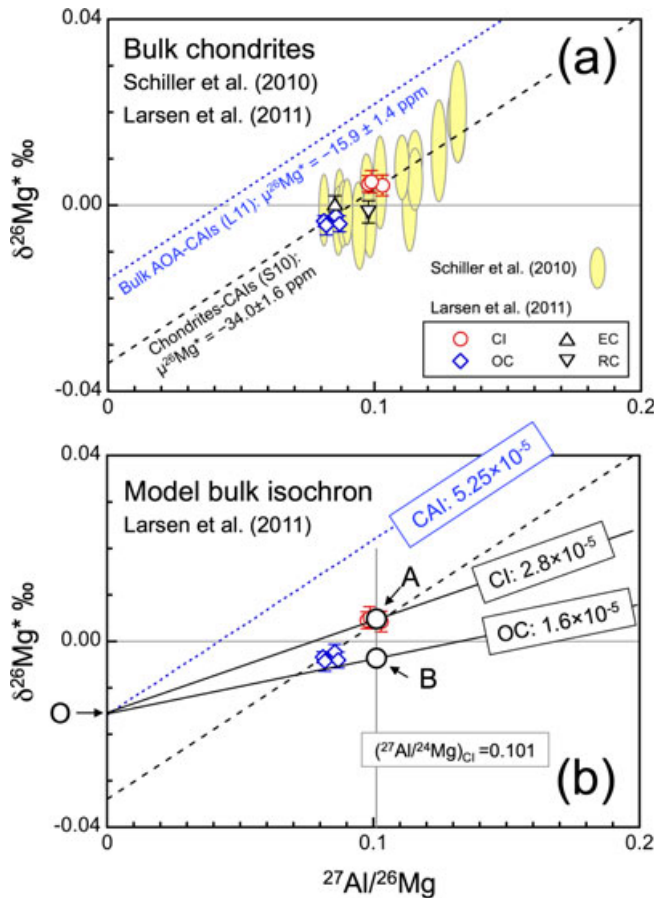 0.04
Bulk chondrites
(a)
Schiller et al. (2010)
Larsen et al. (2011)
Bulk AOA-CAIs (L11): μ²⁶Mg* = −15.9 ± 1.4 ppm
0.00
δ²⁶Mg* ‰
Chondrites-CAIs (S10):
μ²⁶Mg* = −34.0±1.6 ppm
Schiller et al. (2010)
Larsen et al. (2011)
CI EC
OC RC
-0.04
0 0.1 0.2
0.04
Model bulk isochron
Larsen et al. (2011)
CAI: 5.25×10⁻⁵
A
CI: 2.8×10⁻⁵
OC: 1.6×10⁻⁵
0.00
δ²⁶Mg* ‰
B
O
(²⁷Al/²⁴Mg)CI =0.101
(b)
-0.04
0 0.1 0.2
²⁷Al/²⁶Mg